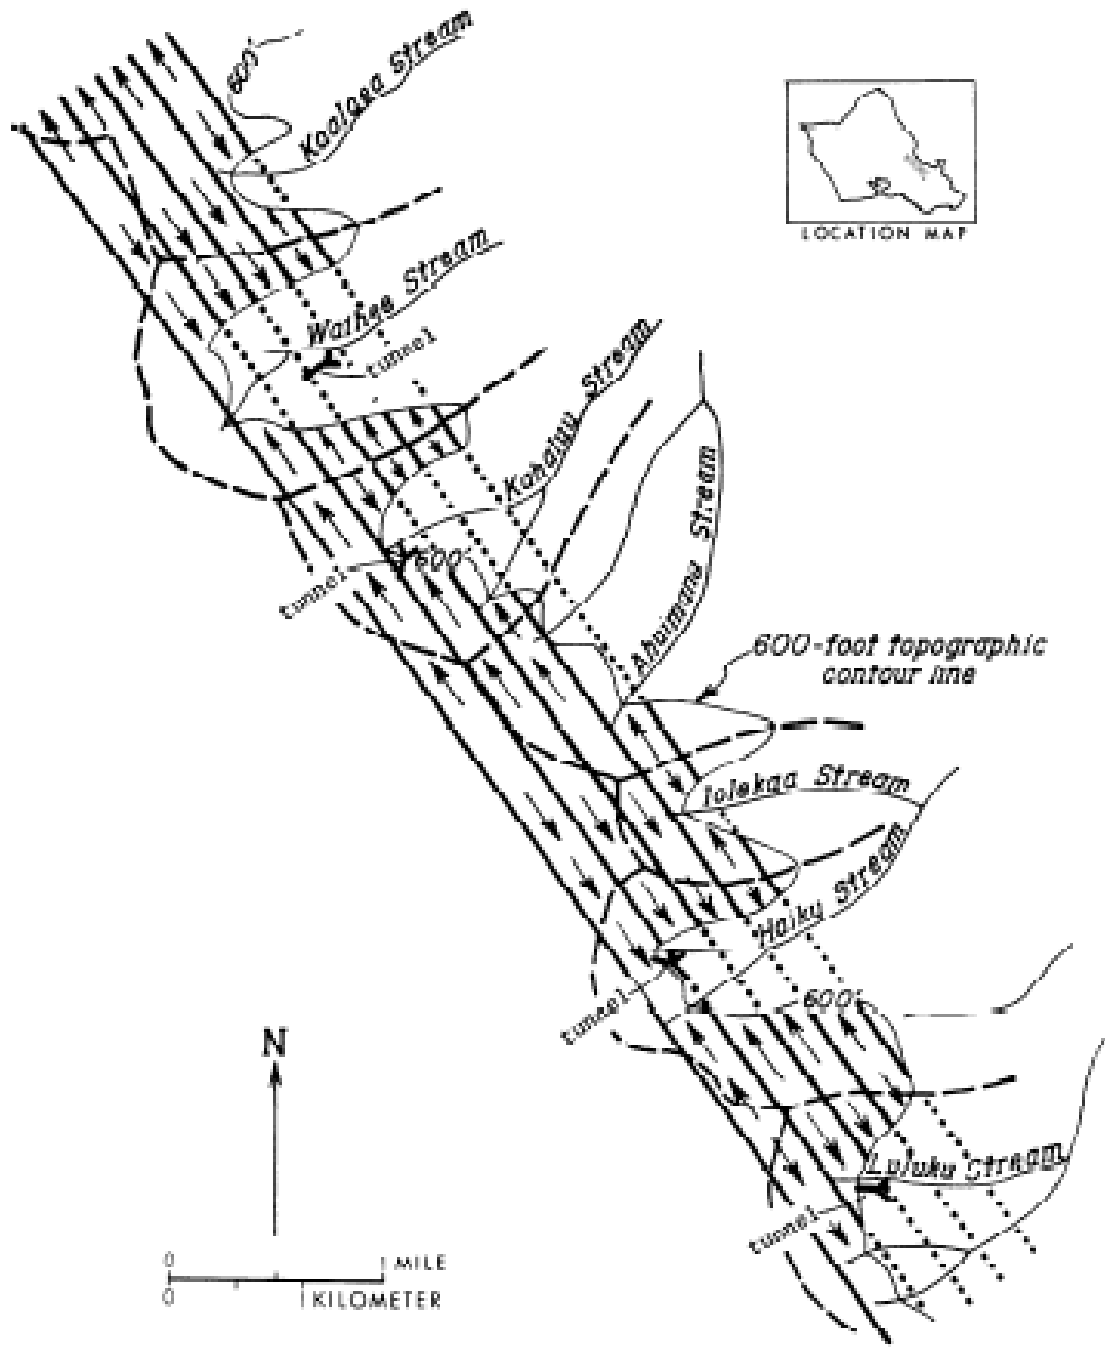 600'
Kaalaea Stream
LOCATION MAP
Waihee Stream
tunnel
Kahaluu Stream
Ahuimanu Stream
600'
tunnel
600-foot topographic
contour line
Iolekaa Stream
Haiku Stream
tunnel
600'
N
Luluku Stream
tunnel
0 1 MILE
0 1 KILOMETER